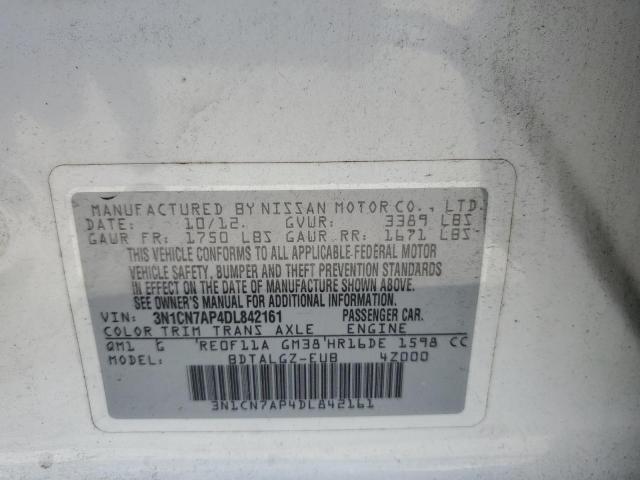 MANUFACTURED BY NISSAN MOTOR CO., LTD.
DATE: 10/12. GVWR: 3389 LBS
GAWR FR: 1750 LBS GAWR RR: 1671 LBS
THIS VEHICLE CONFORMS TO ALL APPLICABLE FEDERAL MOTOR
VEHICLE SAFETY, BUMPER AND THEFT PREVENTION STANDARDS
IN EFFECT ON THE DATE OF MANUFACTURE SHOWN ABOVE.
SEE OWNER'S MANUAL FOR ADDITIONAL INFORMATION.
VIN: 3N1CN7AP4DL842161 PASSENGER CAR.
COLOR TRIM TRANS AXLE ENGINE
QM1 G 'RE0F11A GM38'HR16DE 1598 CC
MODEL: BDTALGZ-EUB 4Z000
3N1CN7AP4DL842161